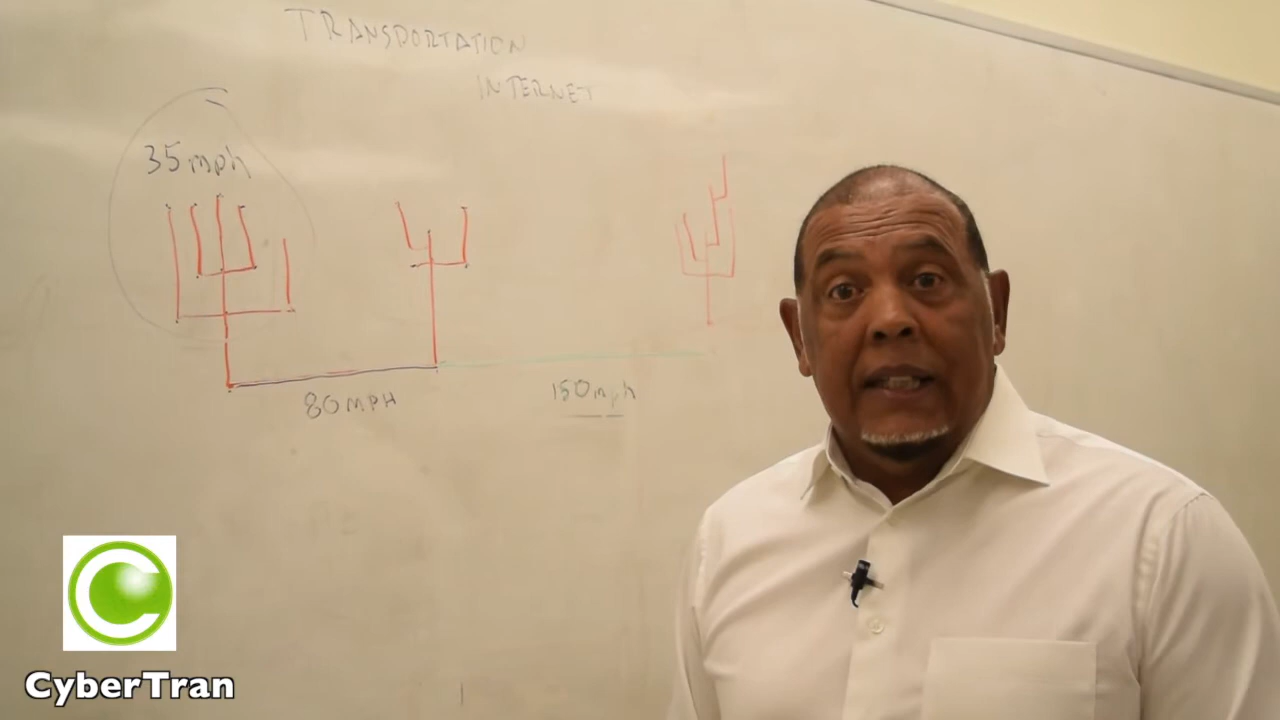 TRANSPORTATION
INTERNET
35mph
80MPH
150mph
CyberTran